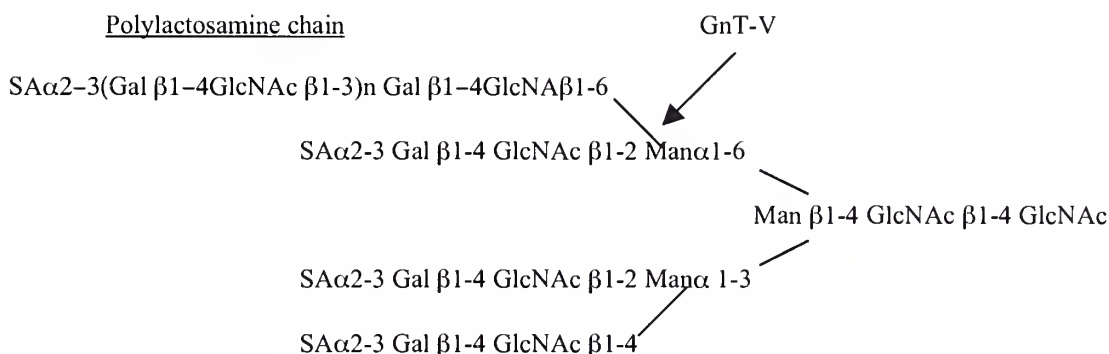 Polylactosamine chain GnT-V
SAα2–3(Gal β1–4GlcNAc β1-3)n Gal β1–4GlcNAβ1-6
SAα2-3 Gal β1-4 GlcNAc β1-2 Manα1-6
Man β1-4 GlcNAc β1-4 GlcNAc
SAα2-3 Gal β1-4 GlcNAc β1-2 Manα 1-3
SAα2-3 Gal β1-4 GlcNAc β1-4